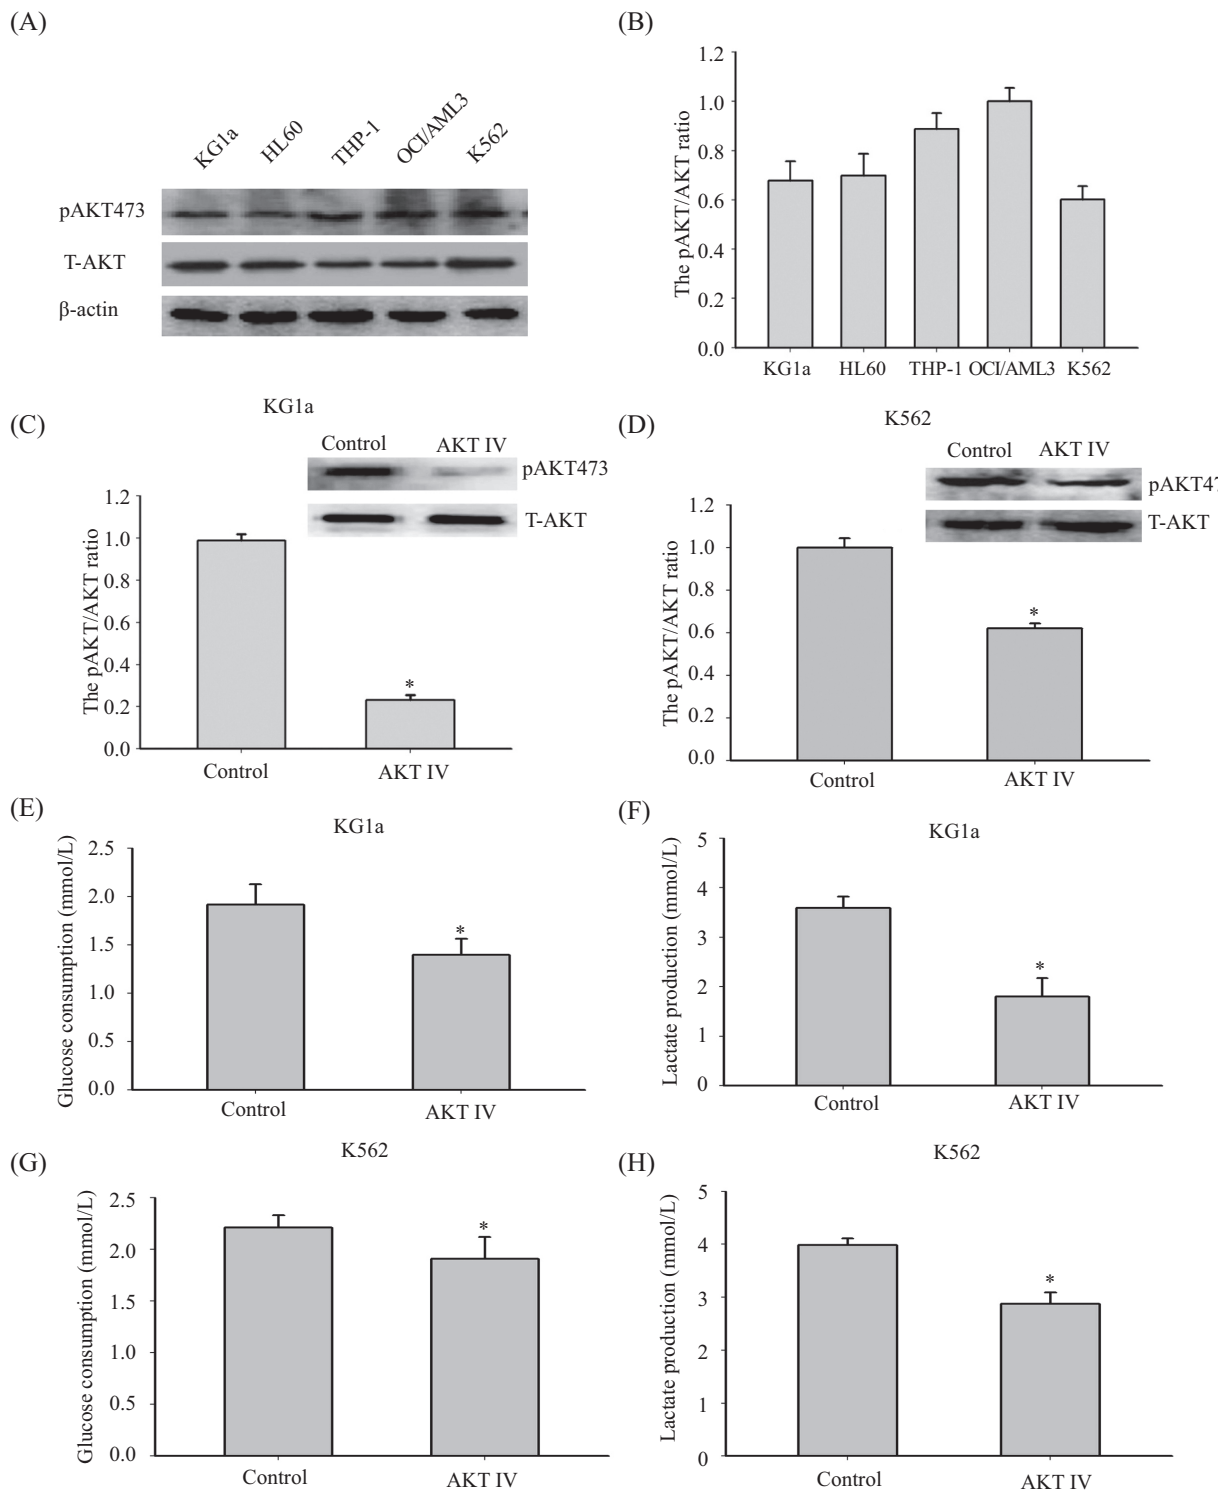 (A)
KG1a HL60 THP-1 OCI/AML3 K562
pAKT473
T-AKT
β-actin
(B)
The pAKT/AKT ratio
1.2
1.0
0.8
0.6
0.4
0.2
0.0
KG1a HL60 THP-1 OCI/AML3 K562
(C)
KG1a
Control AKT IV
pAKT473
T-AKT
The pAKT/AKT ratio
1.2
1.0
0.8
0.6
0.4
0.2
0.0
*
Control AKT IV
(D)
K562
Control AKT IV
pAKT47
T-AKT
The pAKT/AKT ratio
1.2
1.0
0.8
0.6
0.4
0.2
0.0
*
Control AKT IV
(E)
KG1a
Glucose consumption (mmol/L)
2.5
2.0
1.5
1.0
0.5
0.0
*
Control AKT IV
(F)
KG1a
Lactate production (mmol/L)
5
4
3
2
1
0
*
Control AKT IV
(G)
K562
Glucose consumption (mmol/L)
2.5
2.0
1.5
1.0
0.5
0.0
*
Control AKT IV
(H)
K562
Lactate production (mmol/L)
5
4
3
2
1
0
*
Control AKT IV